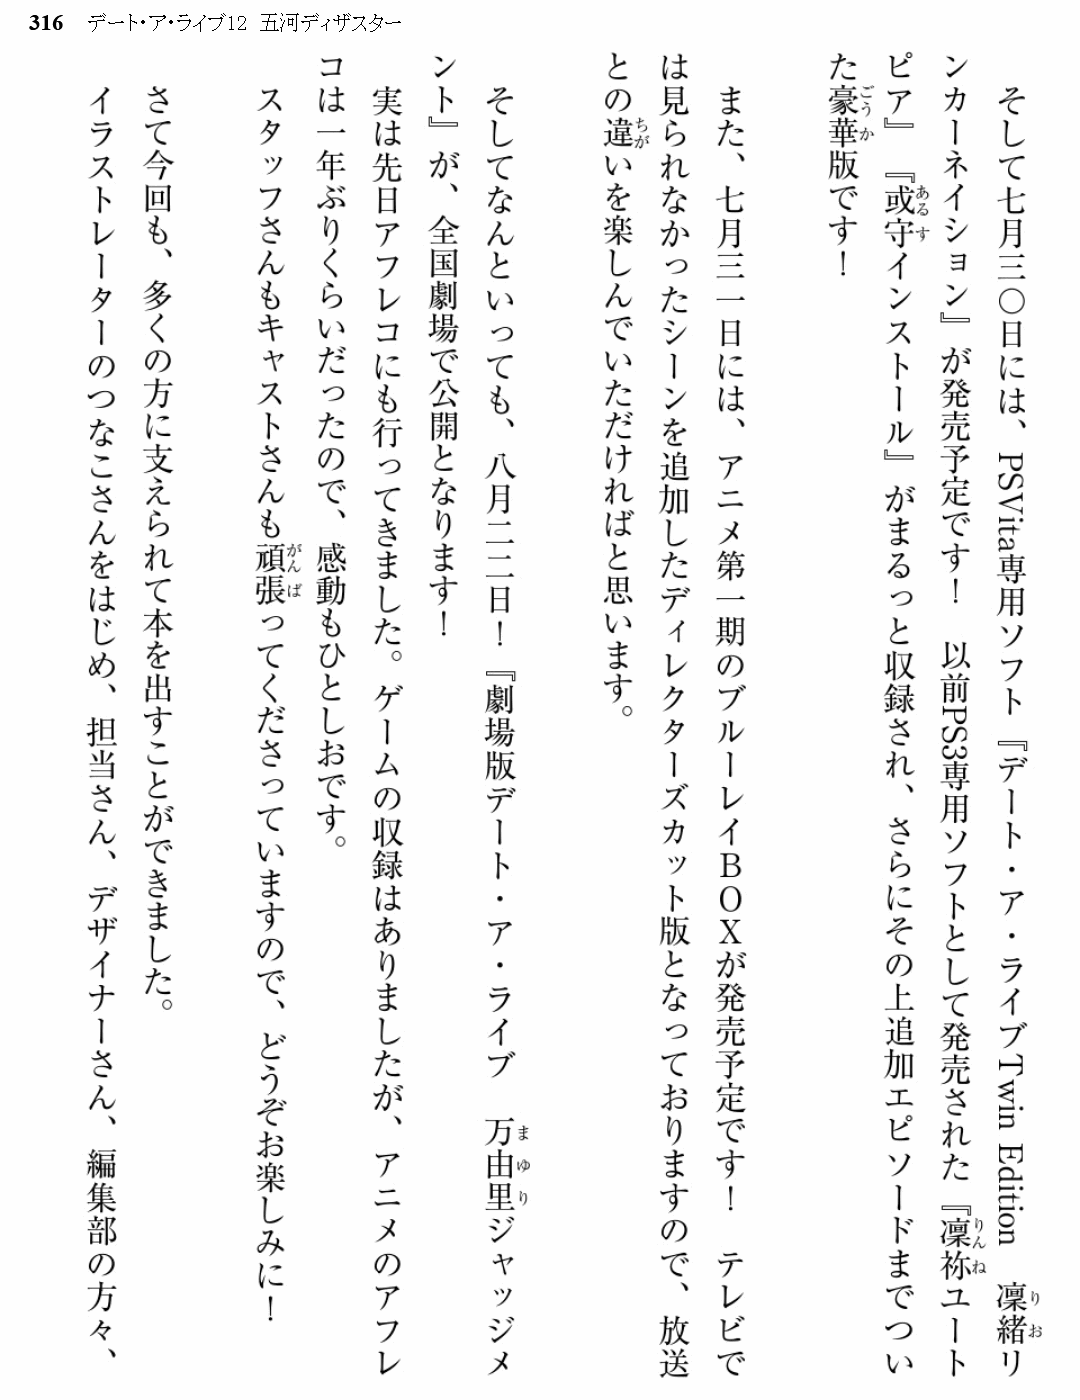 316 デート・ア・ライブ12 五河ディザスター
そして七月三〇日には、PSVita専用ソフト『デート・ア・ライブTwin Edition　凜緒リ
ンカーネイション』が発売予定です！　以前PS3専用ソフトとして発売された『凜祢ユート
ピア』『或守インストール』がまるっと収録され、さらにその上追加エピソードまでつい
た豪華版です！
また、七月三一日には、アニメ第一期のブルーレイＢＯＸが発売予定です！　テレビで
は見られなかったシーンを追加したディレクターズカット版となっておりますので、放送
との違いを楽しんでいただければと思います。
そしてなんといっても、八月二二日！『劇場版デート・ア・ライブ　万由里ジャッジメ
ント』が、全国劇場で公開となります！
実は先日アフレコにも行ってきました。ゲームの収録はありましたが、アニメのアフレ
コは一年ぶりくらいだったので、感動もひとしおです。
スタッフさんもキャストさんも頑張ってくださっていますので、どうぞお楽しみに！
さて今回も、多くの方に支えられて本を出すことができました。
イラストレーターのつなこさんをはじめ、担当さん、デザイナーさん、編集部の方々、